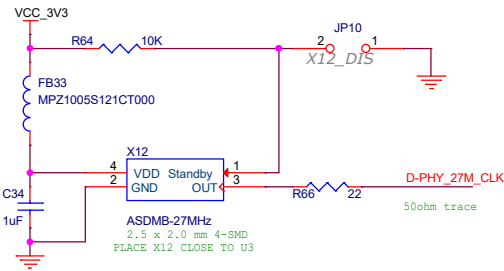 VCC_3V3
R64 10K
JP10
2 1
X12_DIS
FB33
MPZ1005S121CT000
X12
4 VDD Standby 1
2 GND OUT 3
D-PHY_27M_CLK
R66 22
C34
1uF
50ohm trace
ASDMB-27MHz
2.5 x 2.0 mm 4-SMD
PLACE X12 CLOSE TO U3